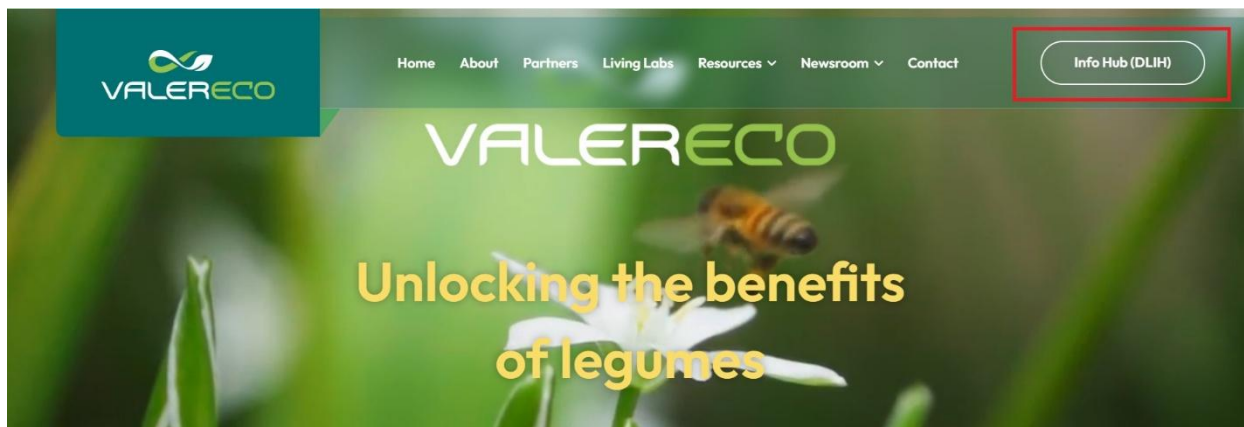 VALERECO
Home About Partners Living Labs Resources Newsroom Contact Info Hub (DLIH)
VALERECO
Unlocking the benefits
of legumes